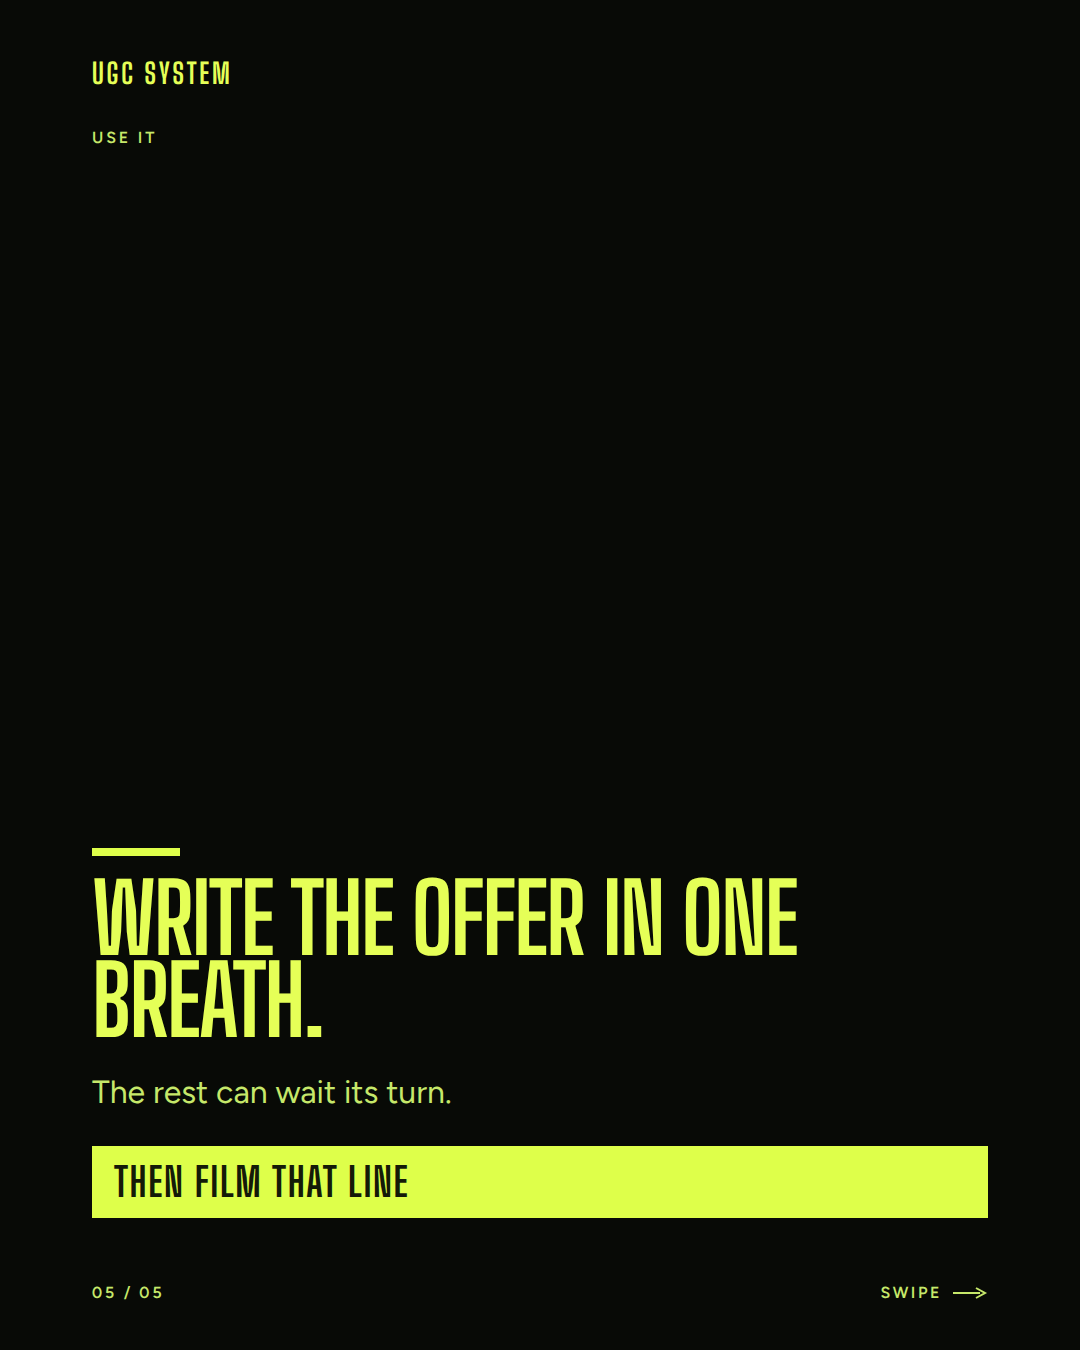 UGC SYSTEM
USE IT
WRITE THE OFFER IN ONE
BREATH.
The rest can wait its turn.
THEN FILM THAT LINE
05 / 05
SWIPE